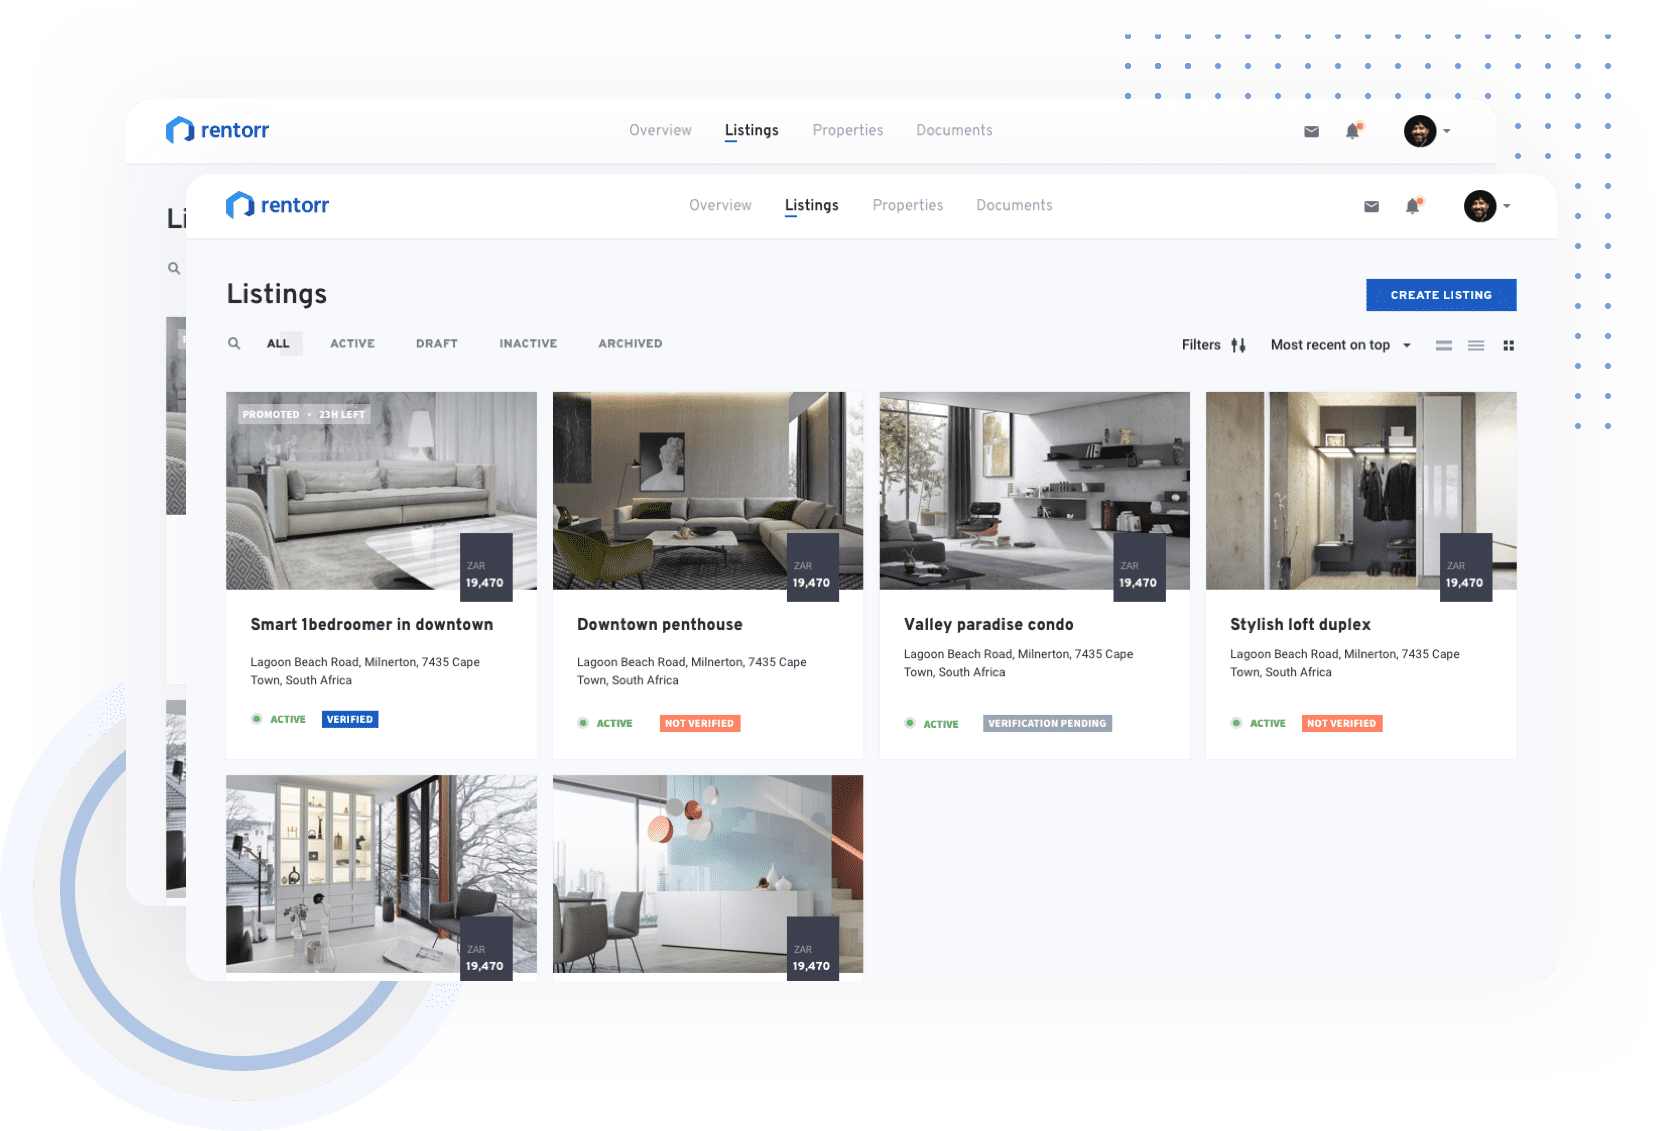 rentorr
Overview Listings Properties Documents
Li
rentorr
Overview Listings Properties Documents
Listings
CREATE LISTING
ALL ACTIVE DRAFT INACTIVE ARCHIVED
Filters Most recent on top
PROMOTED • 23H LEFT
ZAR
19,470
ZAR
19,470
ZAR
19,470
ZAR
19,470
Smart 1bedroomer in downtown
Lagoon Beach Road, Milnerton, 7435 Cape
Town, South Africa
ACTIVE VERIFIED
Downtown penthouse
Lagoon Beach Road, Milnerton, 7435 Cape
Town, South Africa
ACTIVE NOT VERIFIED
Valley paradise condo
Lagoon Beach Road, Milnerton, 7435 Cape
Town, South Africa
ACTIVE VERIFICATION PENDING
Stylish loft duplex
Lagoon Beach Road, Milnerton, 7435 Cape
Town, South Africa
ACTIVE NOT VERIFIED
ZAR
19,470
ZAR
19,470